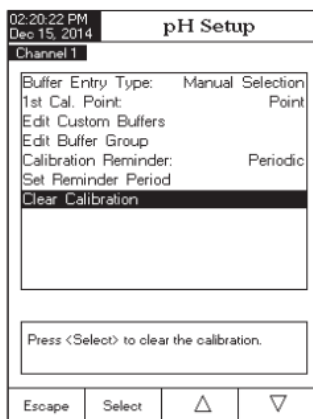 02:20:22 PM
Dec 15, 2014
pH Setup
Channel 1
Buffer Entry Type: Manual Selection
1st Cal. Point: Point
Edit Custom Buffers
Edit Buffer Group
Calibration Reminder: Periodic
Set Reminder Period
Clear Calibration
Press <Select> to clear the calibration.
Escape Select △ ▽